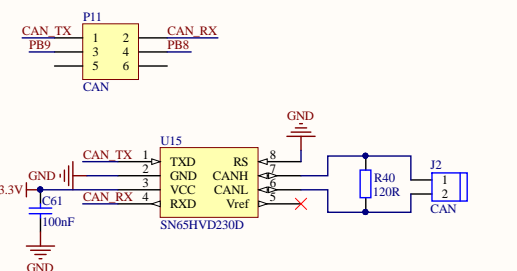 P11
CAN_TX 1 2 CAN_RX
PB9 3 4 PB8
5 6
CAN
GND
U15
CAN_TX 1 TXD RS 8
GND 2 GND CANH 7
3.3V 3 VCC CANL 6
CAN_RX 4 RXD Vref 5
SN65HVD230D
C61
100nF
GND
R40
120R
J2
1
2
CAN